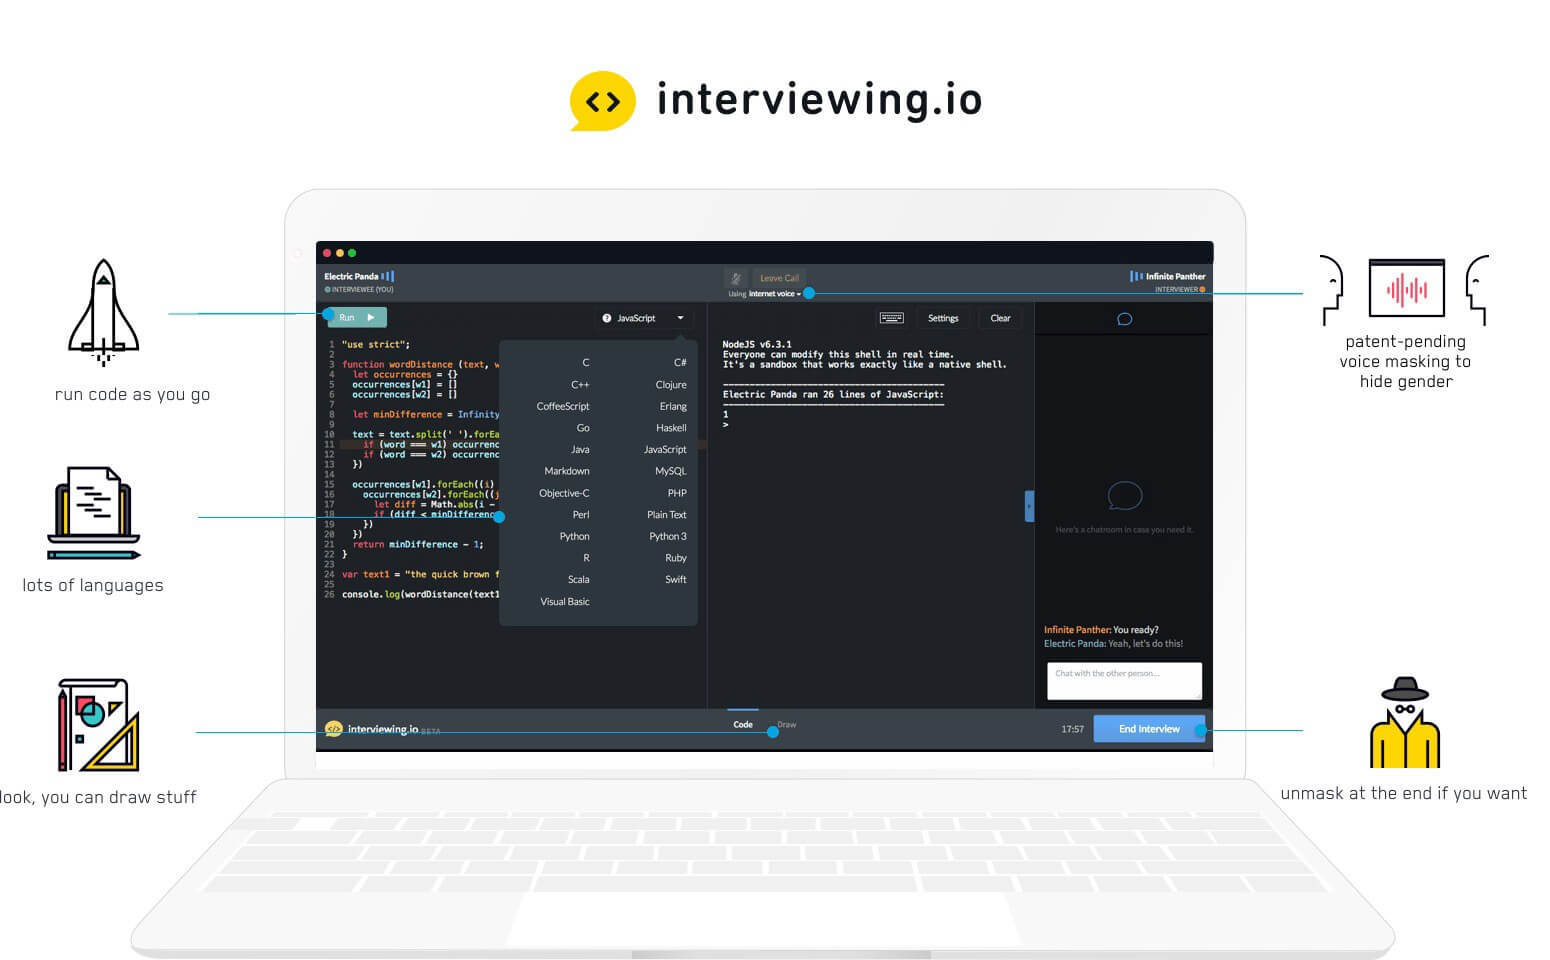 interviewing.io
run code as you go
lots of languages
look, you can draw stuff
patent-pending
voice masking to
hide gender
unmask at the end if you want
Electric Panda
INTERVIEWEE (YOU)
Leave Call
Using Internet voice
Infinite Panther
INTERVIEWER
Run
JavaScript
Settings
Clear
1 "use strict";
2
3 function wordDistance (text, w
4 let occurrences = {}
5 occurrences[w1] = []
6 occurrences[w2] = []
7
8 let minDifference = Infinity
9
10 text = text.split(' ').forEa
11 if (word === w1) occurrenc
12 if (word === w2) occurrenc
13 })
14
15 occurrences[w1].forEach((i)
16 occurrences[w2].forEach((j
17 let diff = Math.abs(i -
18 if (diff < minDifferenc
19 })
20 })
21 return minDifference - 1;
22 }
23
24 var text1 = "the quick brown f
25
26 console.log(wordDistance(text1
C C#
C++ Clojure
CoffeeScript Erlang
Go Haskell
Java JavaScript
Markdown MySQL
Objective-C PHP
Perl Plain Text
Python Python 3
R Ruby
Scala Swift
Visual Basic
NodeJS v6.3.1
Everyone can modify this shell in real time.
It's a sandbox that works exactly like a native shell.
------------------------------------------
Electric Panda ran 26 lines of JavaScript:
------------------------------------------
1
>
Here's a chatroom in case you need it.
Infinite Panther: You ready?
Electric Panda: Yeah, let's do this!
Chat with the other person...
interviewing.io BETA
Code
Draw
17:57
End Interview